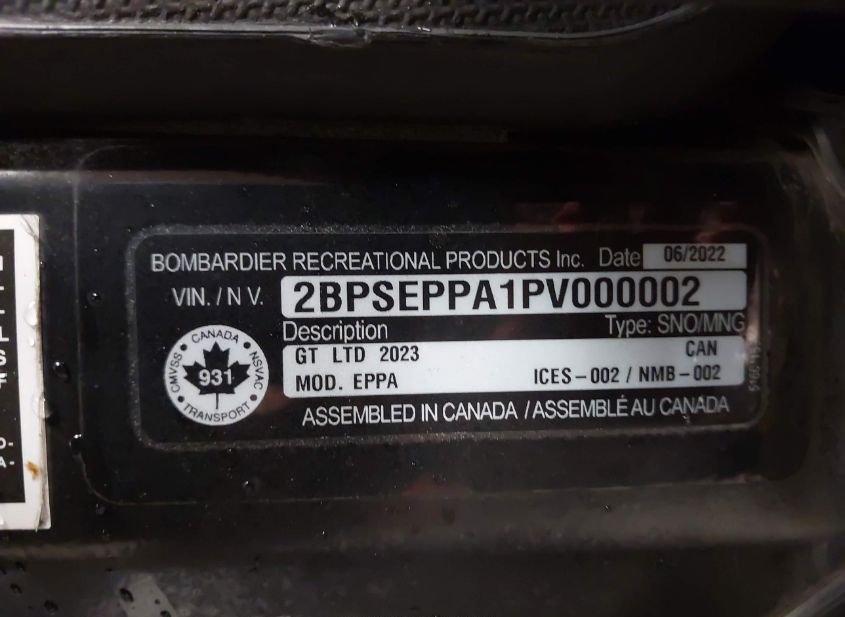 BOMBARDIER RECREATIONAL PRODUCTS Inc. Date 06/2022
VIN. / N V. 2BPSEPPA1PV000002
Description Type: SNO/MNG
GT LTD 2023 CAN
MOD. EPPA ICES-002 / NMB-002
CANADA
CMVSS 931 NSVAC
TRANSPORT
ASSEMBLED IN CANADA / ASSEMBLÉ AU CANADA